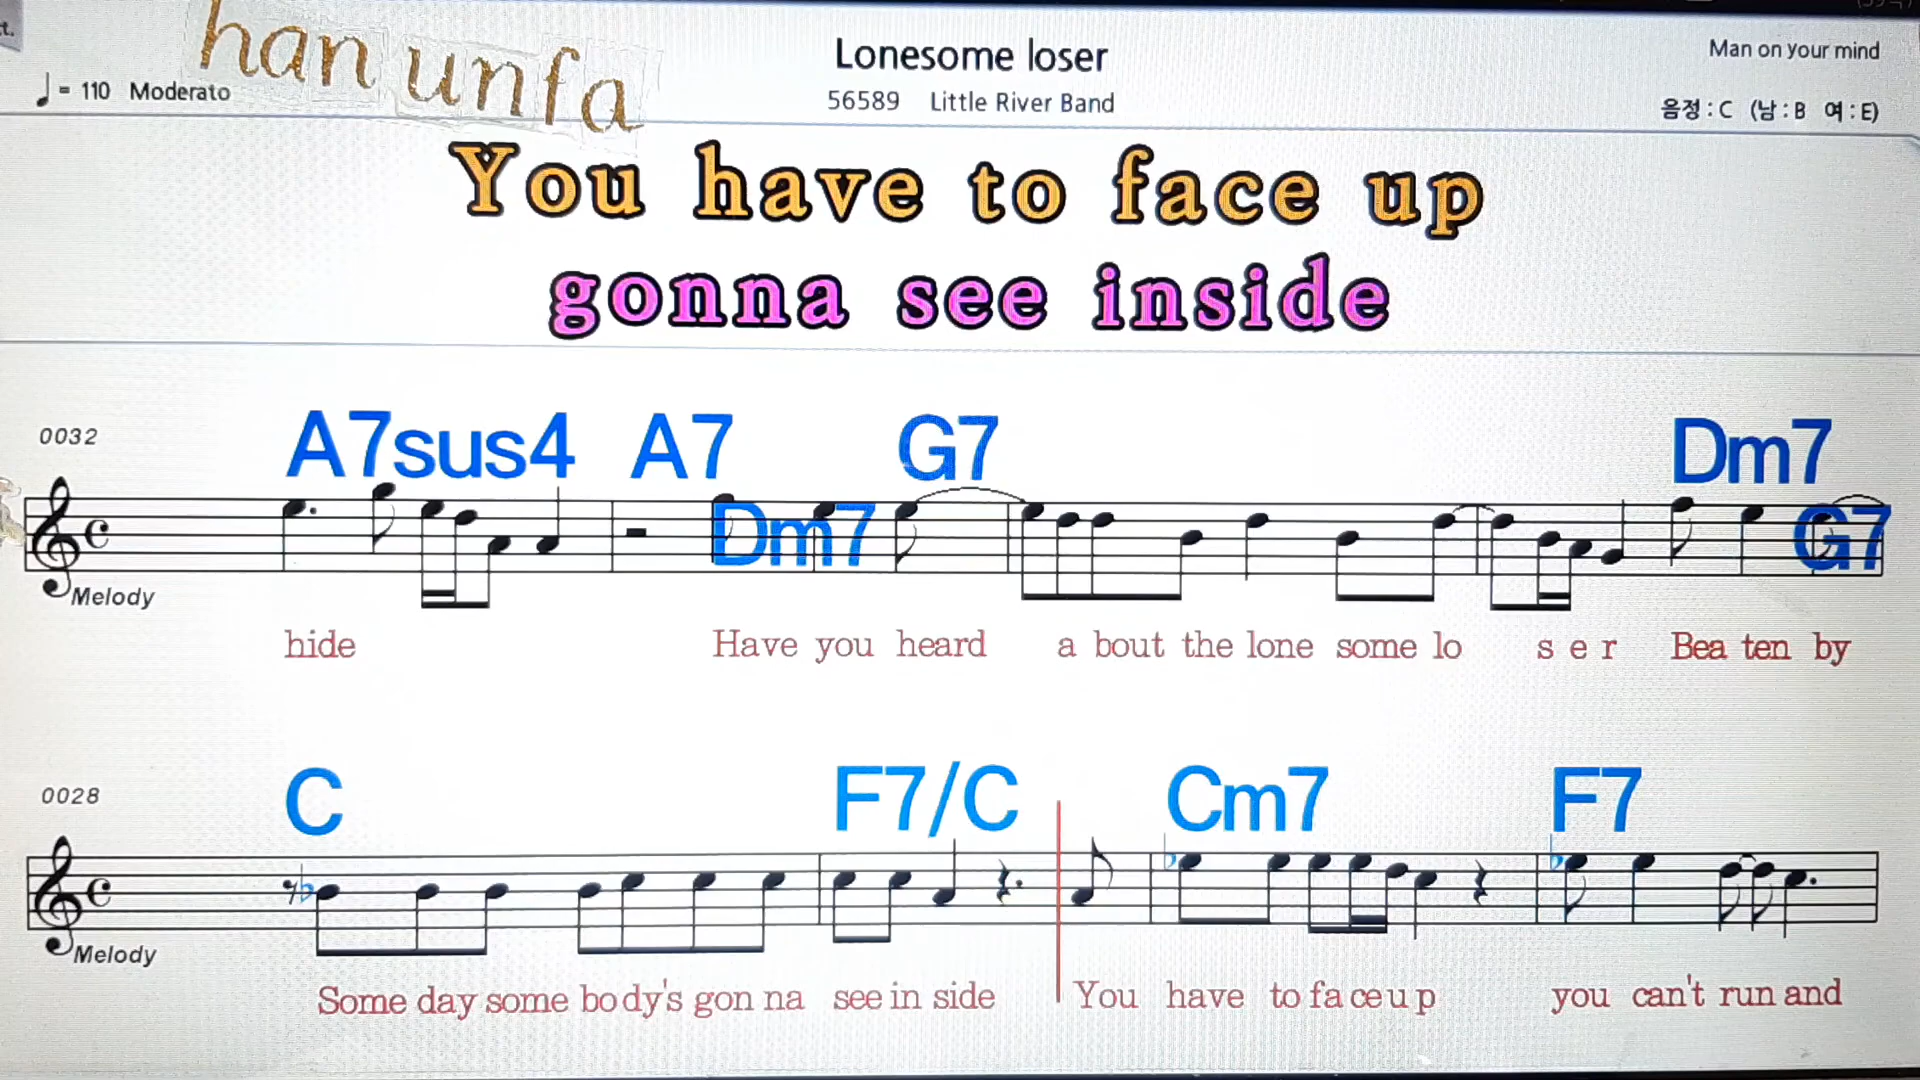 han unfa
Lonesome loser
Man on your mind
♩ = 110 Moderato
56589 Little River Band
음정 : C (남 : B 여 : E)
You have to face up
gonna see inside
0032
A7sus4 A7 G7 Dm7
Dm7 G7
Melody
hide Have you heard a bout the lone some lo s e r Bea ten by
0028
C F7/C Cm7 F7
Melody
Some day some bo dy's gon na see in side You have to fa ce u p you can't run and